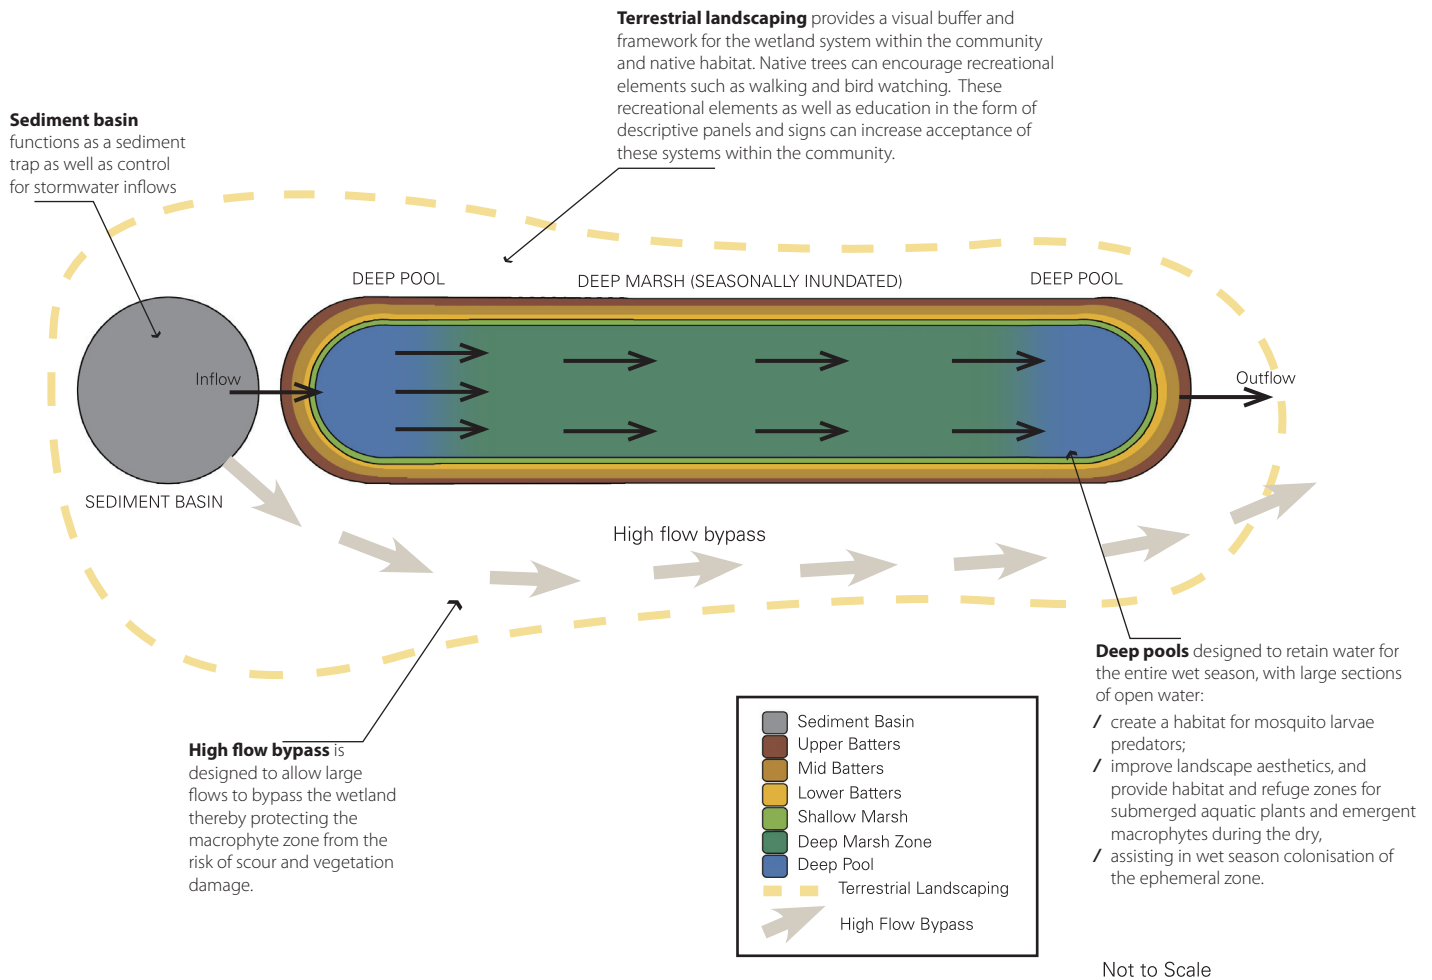 Terrestrial landscaping provides a visual buffer and
framework for the wetland system within the community
and native habitat. Native trees can encourage recreational
elements such as walking and bird watching. These
recreational elements as well as education in the form of
descriptive panels and signs can increase acceptance of
these systems within the community.
Sediment basin
functions as a sediment
trap as well as control
for stormwater inflows
DEEP POOL
DEEP MARSH (SEASONALLY INUNDATED)
DEEP POOL
Inflow
Outflow
SEDIMENT BASIN
High flow bypass
High flow bypass is
designed to allow large
flows to bypass the wetland
thereby protecting the
macrophyte zone from the
risk of scour and vegetation
damage.
Sediment Basin
Upper Batters
Mid Batters
Lower Batters
Shallow Marsh
Deep Marsh Zone
Deep Pool
Terrestrial Landscaping
High Flow Bypass
Deep pools designed to retain water for
the entire wet season, with large sections
of open water:
/ create a habitat for mosquito larvae
predators;
/ improve landscape aesthetics, and
provide habitat and refuge zones for
submerged aquatic plants and emergent
macrophytes during the dry,
/ assisting in wet season colonisation of
the ephemeral zone.
Not to Scale